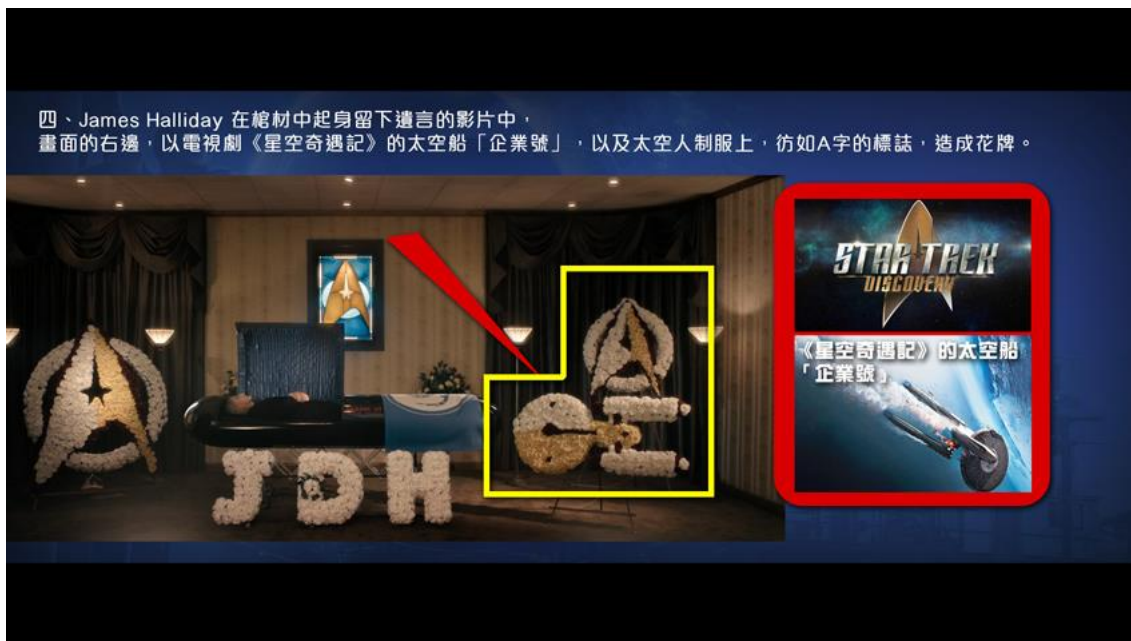 四、James Halliday 在棺材中起身留下遺言的影片中，
畫面的右邊，以電視劇《星空奇遇記》的太空船「企業號」，以及太空人制服上，彷如A字的標誌，造成花牌。
JDH
STAR TREK
DISCOVERY
《星空奇遇記》的太空船
「企業號」